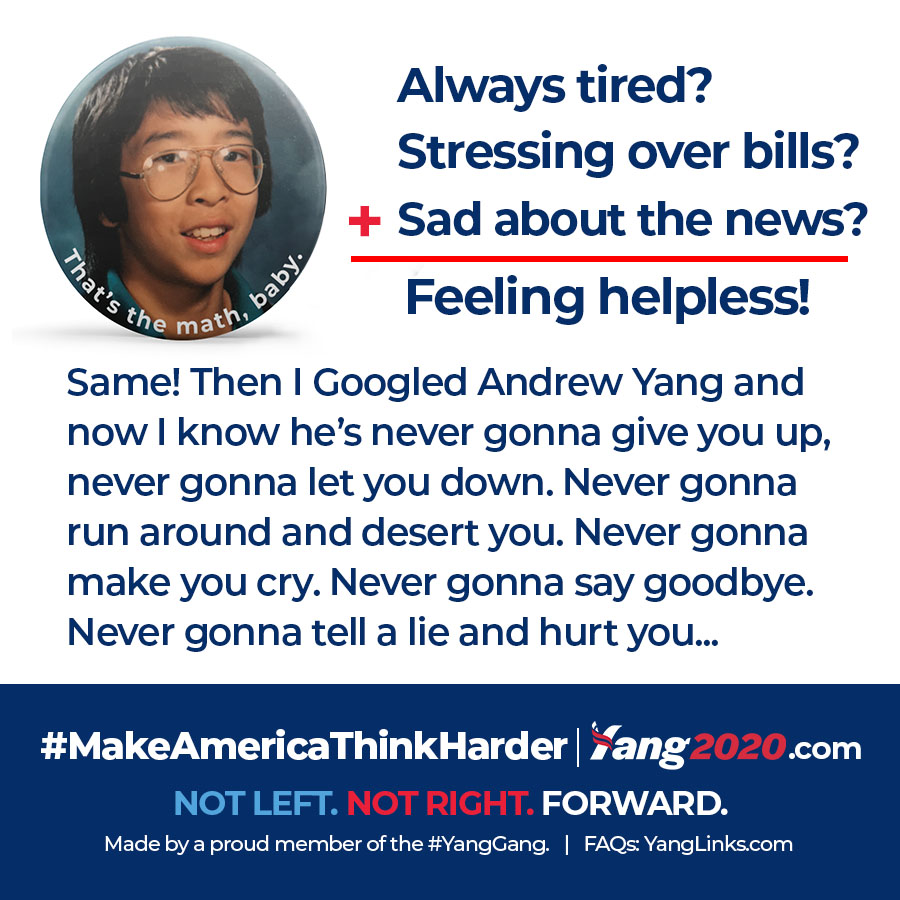 That's the math, baby.
Always tired?
Stressing over bills?
+ Sad about the news?
Feeling helpless!
Same! Then I Googled Andrew Yang and
now I know he’s never gonna give you up,
never gonna let you down. Never gonna
run around and desert you. Never gonna
make you cry. Never gonna say goodbye.
Never gonna tell a lie and hurt you...
#MakeAmericaThinkHarder | Yang2020.com
NOT LEFT. NOT RIGHT. FORWARD.
Made by a proud member of the #YangGang. | FAQs: YangLinks.com